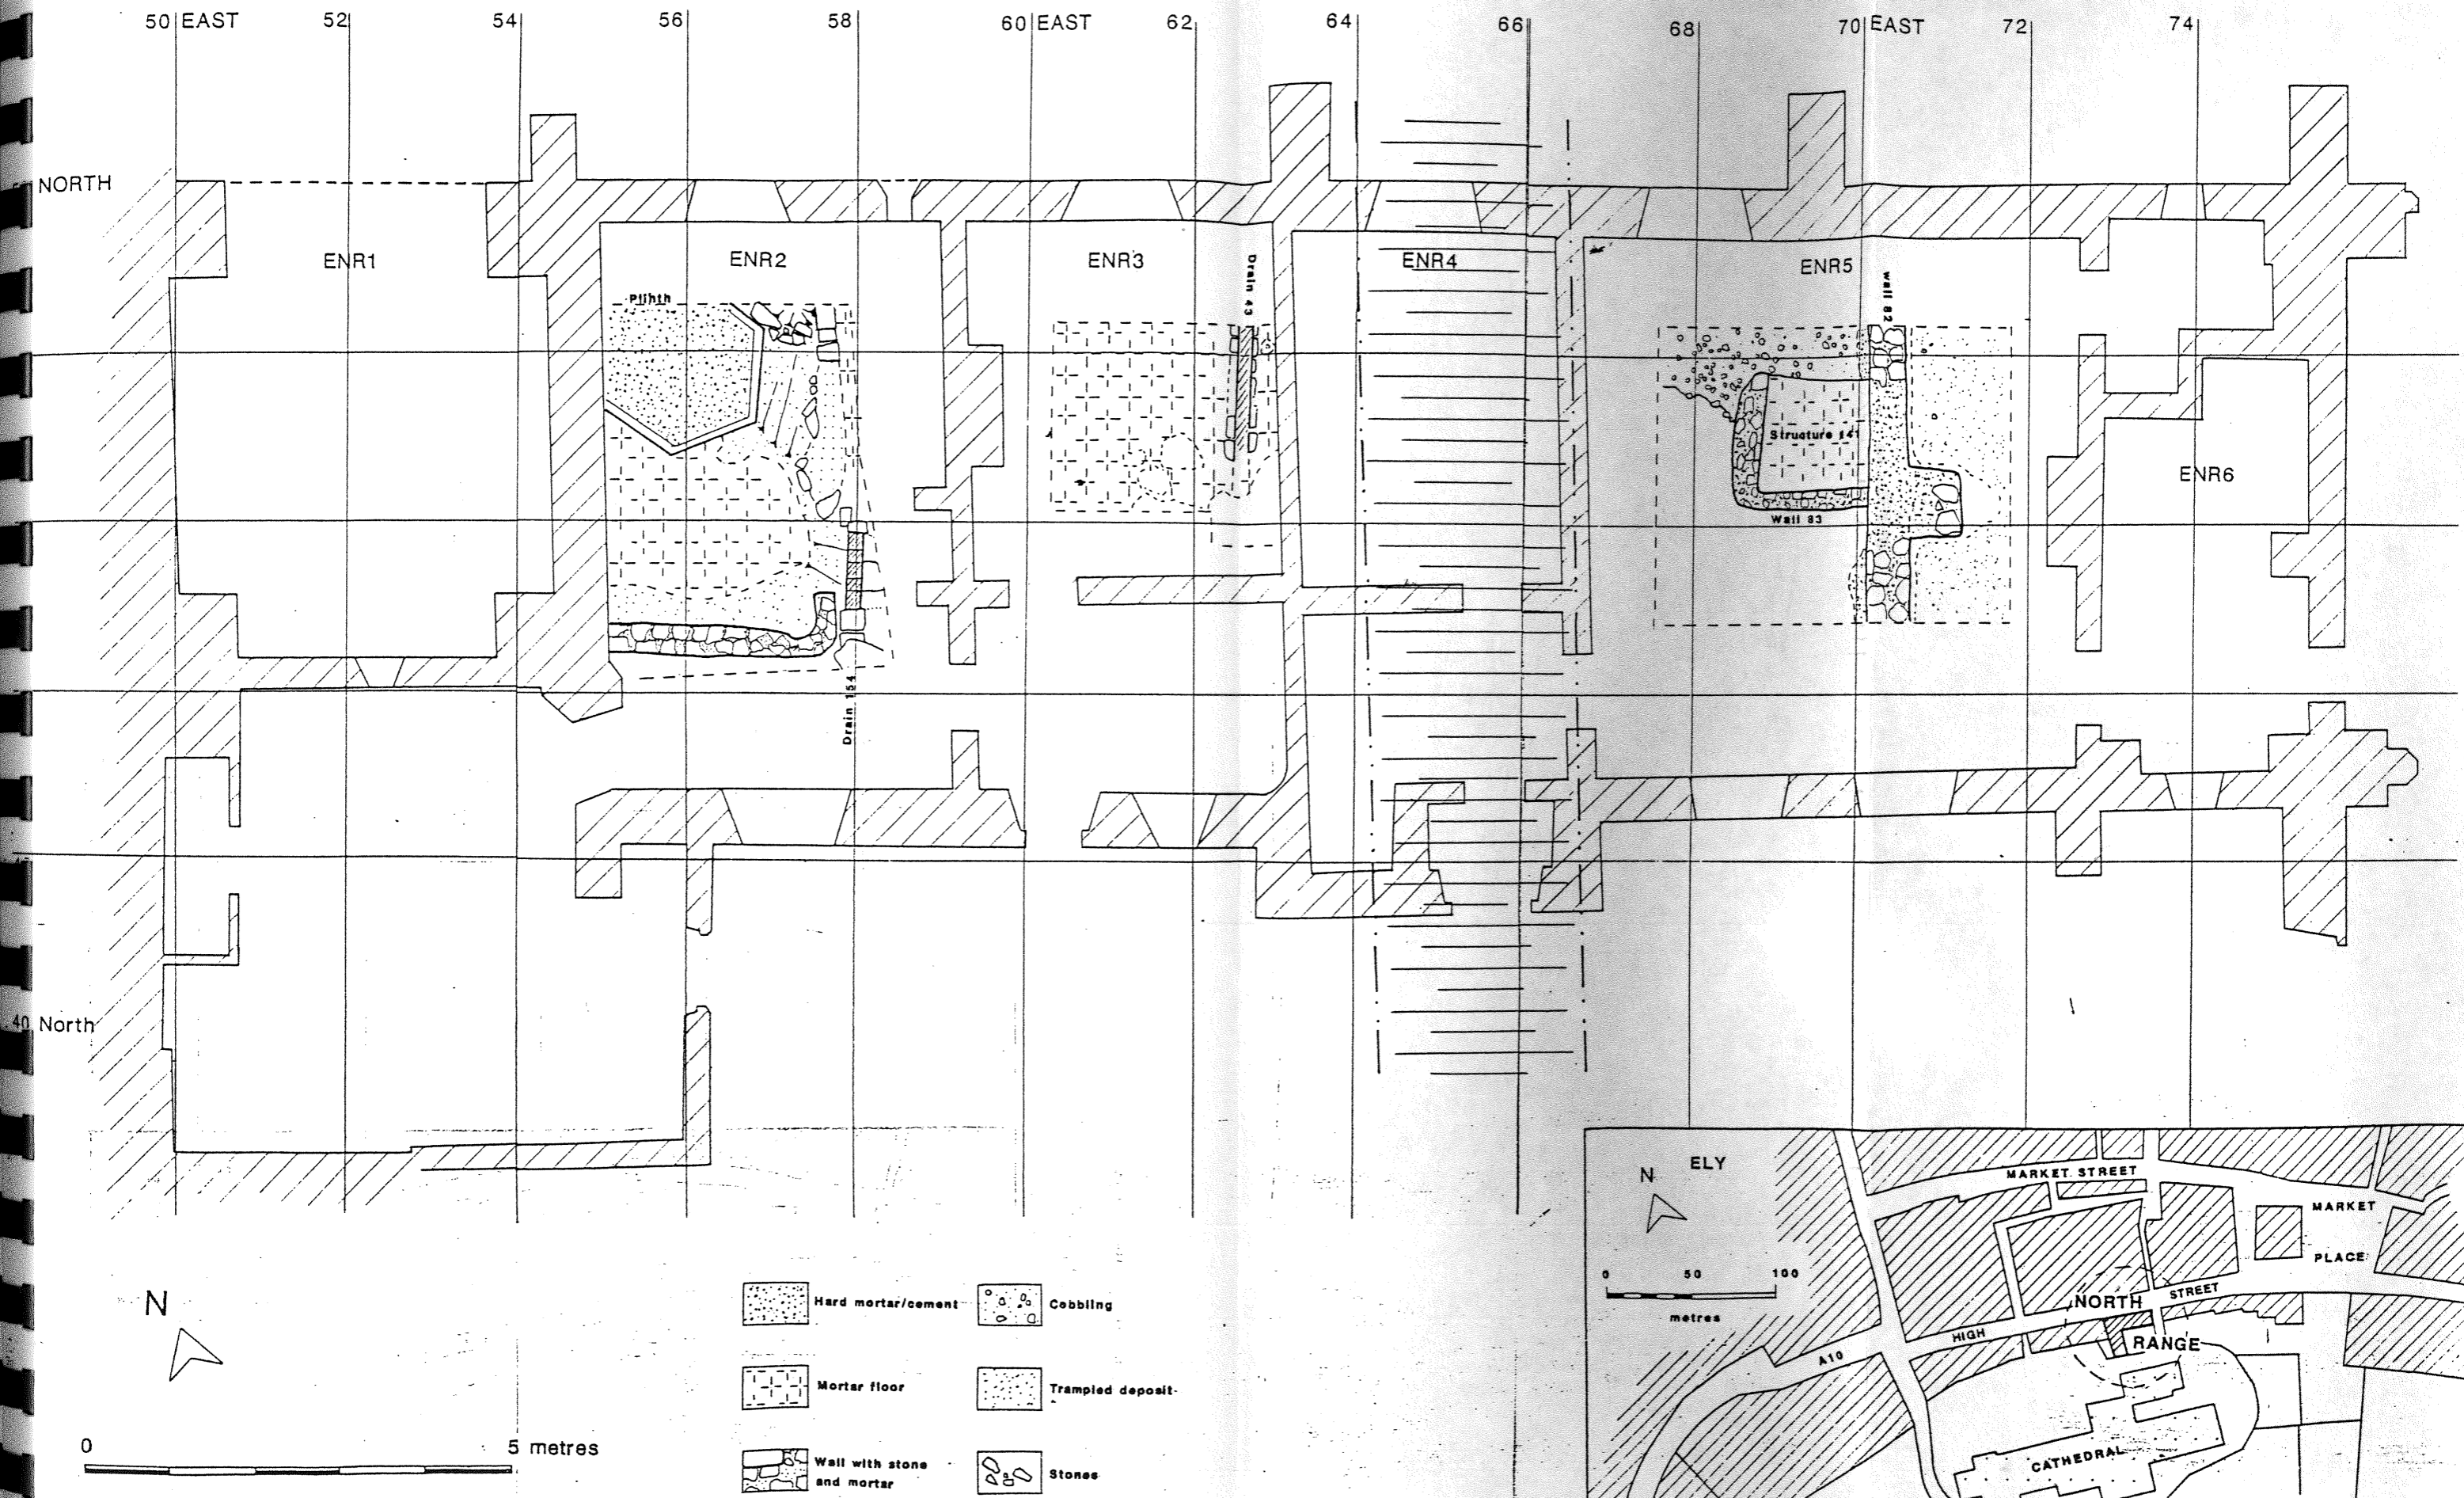 50 EAST 52 54 56 58 60 EAST 62 64 66 68 70 EAST 72 74
NORTH
ENR1
ENR2
ENR3
ENR4
ENR5
ENR6
Plihth
Drain 43
Wall 82
Structure 141
Wall 83
Drain 154
40 North
N
0 5 metres
Hard mortar/cement
Cobbling
Mortar floor
Trampled deposit
Wall with stone
and mortar
Stones
ELY
N
0 50 100
metres
MARKET STREET
MARKET
PLACE
NORTH
RANGE
HIGH
STREET
A10
CATHEDRAL